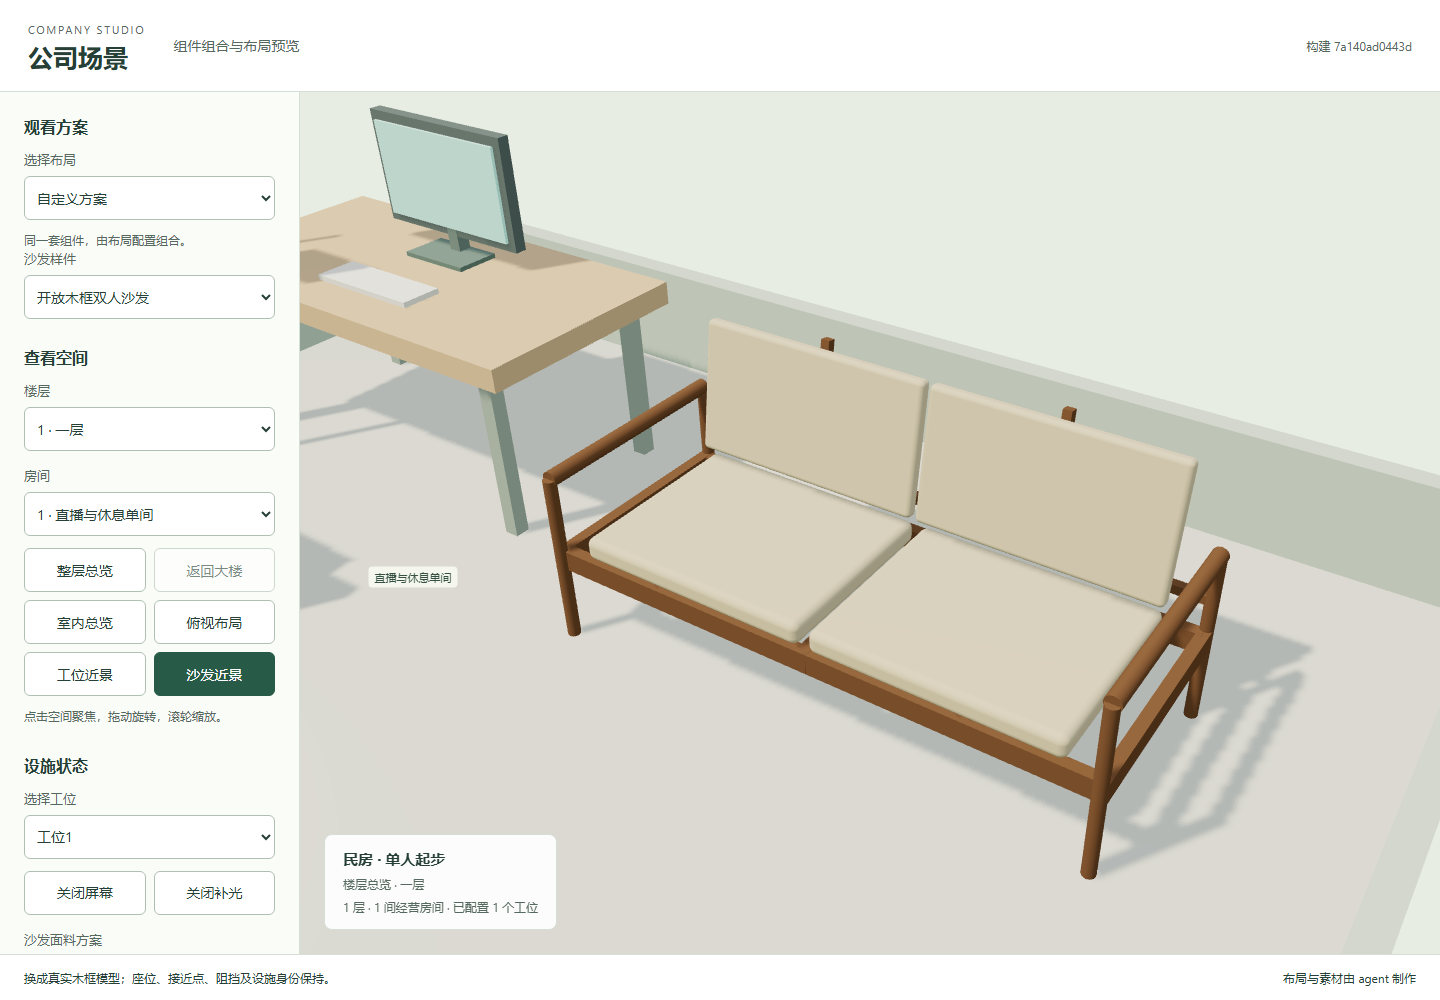 COMPANY STUDIO
公司场景
组件组合与布局预览
构建 7a140ad0443d
观看方案
选择布局
自定义方案
同一套组件，由布局配置组合。
沙发样件
开放木框双人沙发
查看空间
楼层
1 · 一层
房间
1 · 直播与休息单间
整层总览
返回大楼
室内总览
俯视布局
工位近景
沙发近景
点击空间聚焦，拖动旋转，滚轮缩放。
设施状态
选择工位
工位1
关闭屏幕
关闭补光
沙发面料方案
直播与休息单间
民房 · 单人起步
楼层总览 · 一层
1 层 · 1 间经营房间 · 已配置 1 个工位
换成真实木框模型；座位、接近点、阻挡及设施身份保持。
布局与素材由 agent 制作